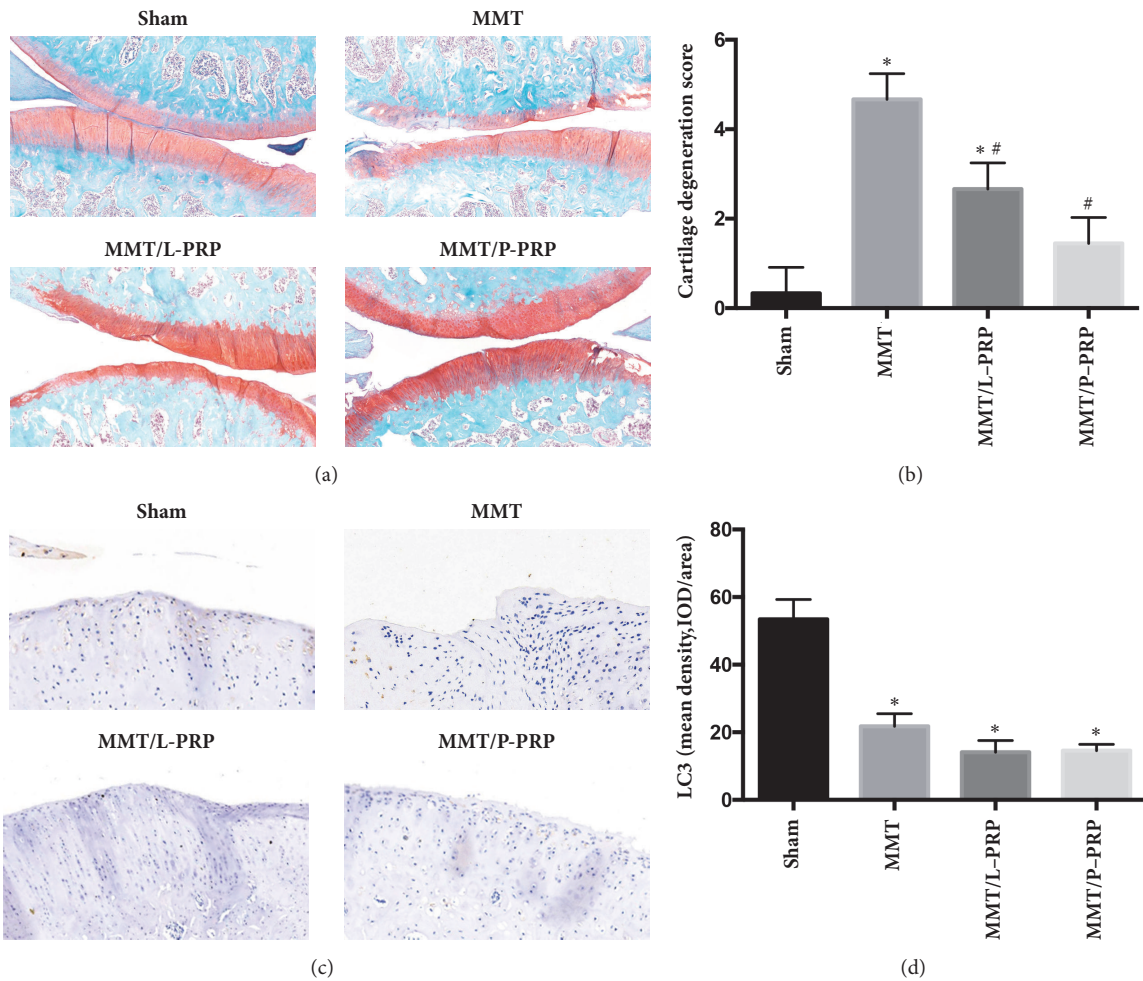 Sham
MMT
MMT/L-PRP
MMT/P-PRP
(a)
Cartilage degeneration score
6
4
2
0
*
* #
#
Sham
MMT
MMT/L-PRP
MMT/P-PRP
(b)
Sham
MMT
MMT/L-PRP
MMT/P-PRP
(c)
LC3 (mean density,IOD/area)
80
60
40
20
0
*
*
*
Sham
MMT
MMT/L-PRP
MMT/P-PRP
(d)